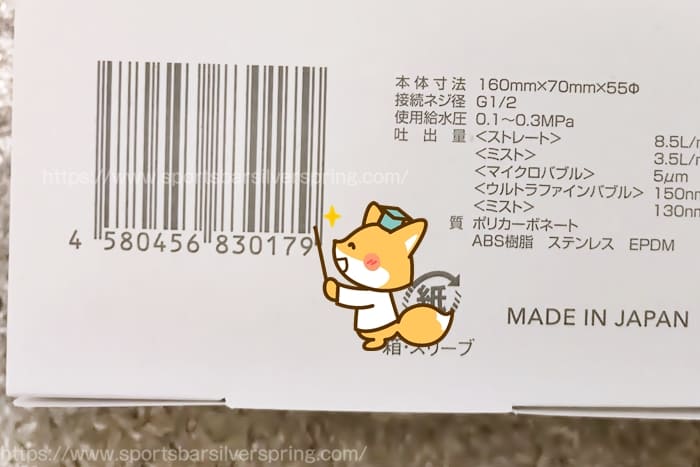 本体寸法 160mm×70mm×55Φ
接続ネジ径 G1/2
使用給水圧 0.1～0.3MPa
吐出量 <ストレート> 8.5L/
<ミスト> 3.5L/
<マイクロバブル> 5μm
<ウルトラファインバブル> 150n
<ミスト> 130n
質 ポリカーボネート
ABS樹脂 ステンレス EPDM
https://www.sportsbarsilverspring.com/
4 580456 830179
紙
箱・スリーブ
MADE IN JAPAN
https://www.sportsbarsilverspring.com/